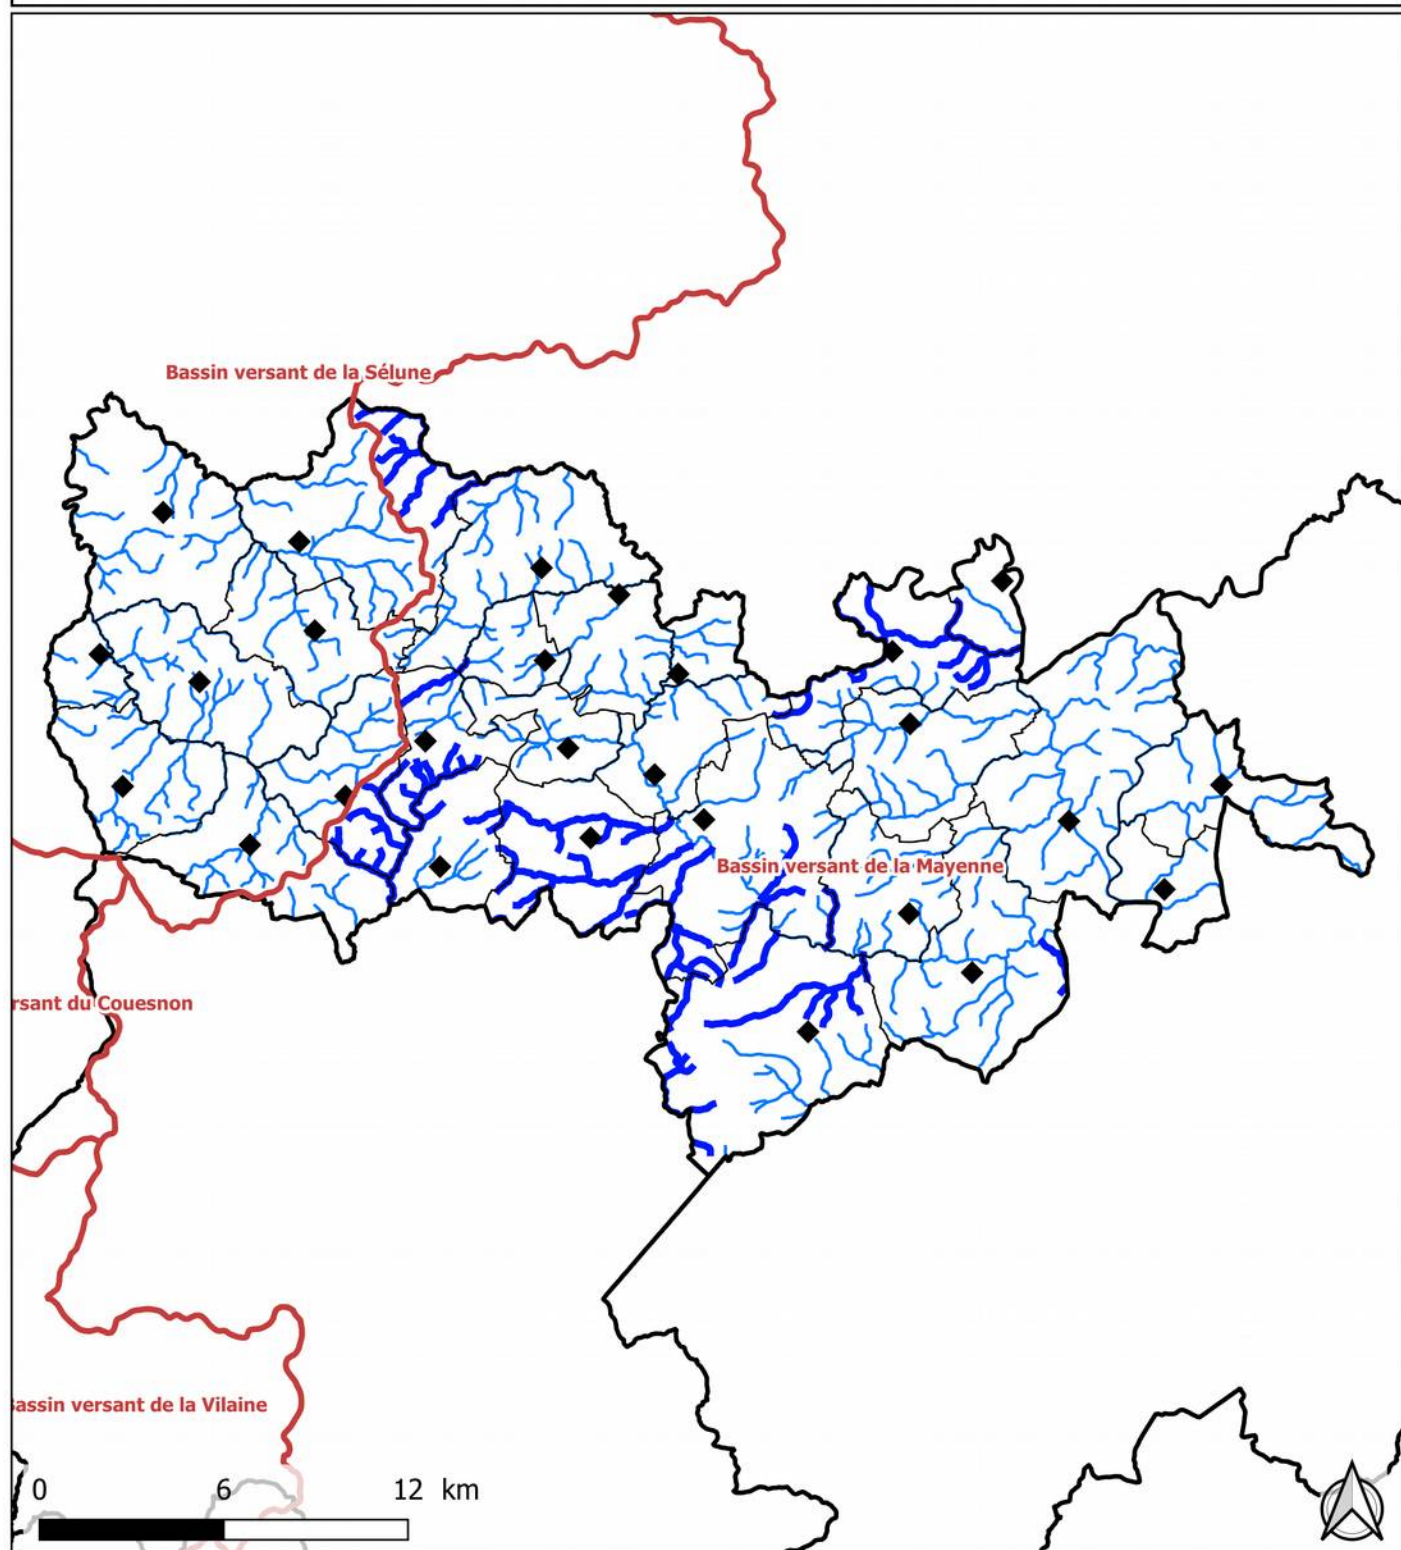 Bassin versant de la Sélune
Bassin versant de la Mayenne
rsant du Couesnon
assin versant de la Vilaine
0 6 12 km